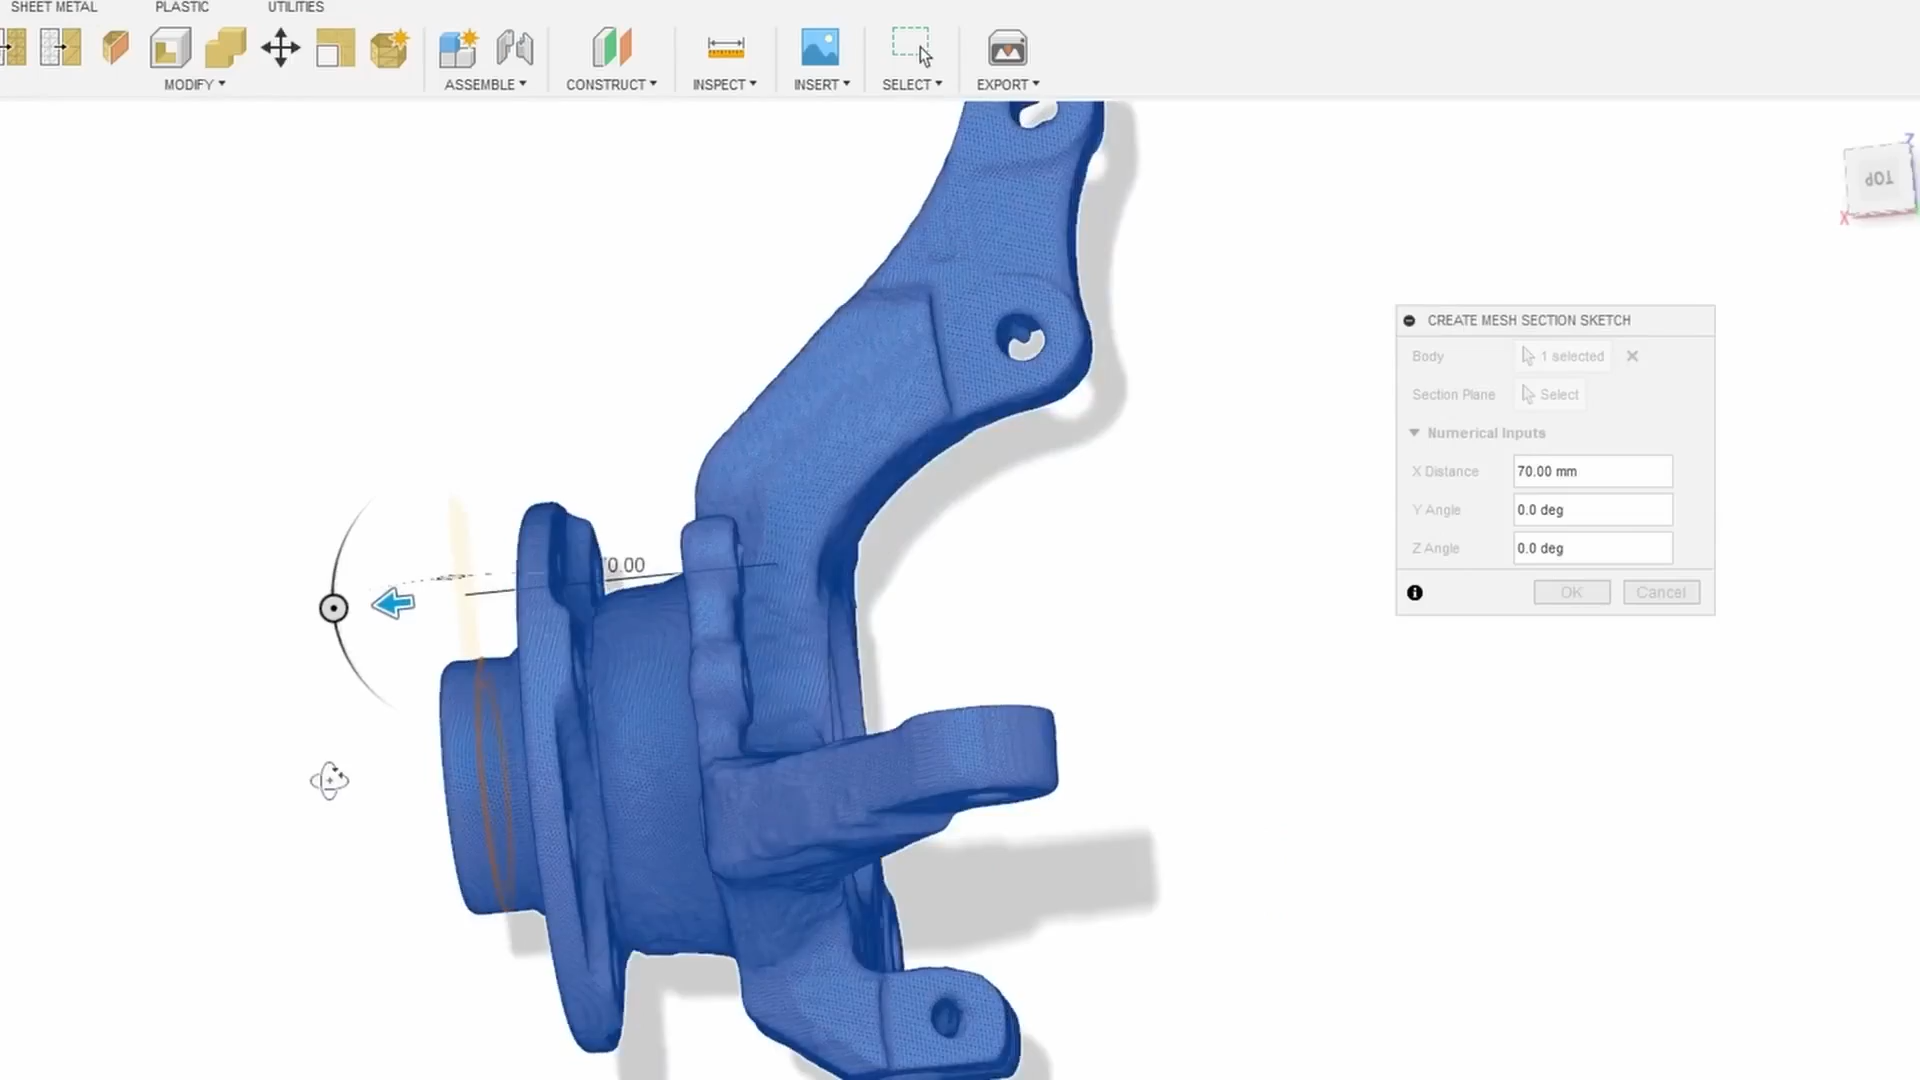 SHEET METAL PLASTIC UTILITIES
MODIFY ASSEMBLE CONSTRUCT INSPECT INSERT SELECT EXPORT
Z
TOP
X
CREATE MESH SECTION SKETCH
Body 1 selected
Section Plane Select
Numerical Inputs
X Distance 70.00 mm
Y Angle 0.0 deg
Z Angle 0.0 deg
OK Cancel